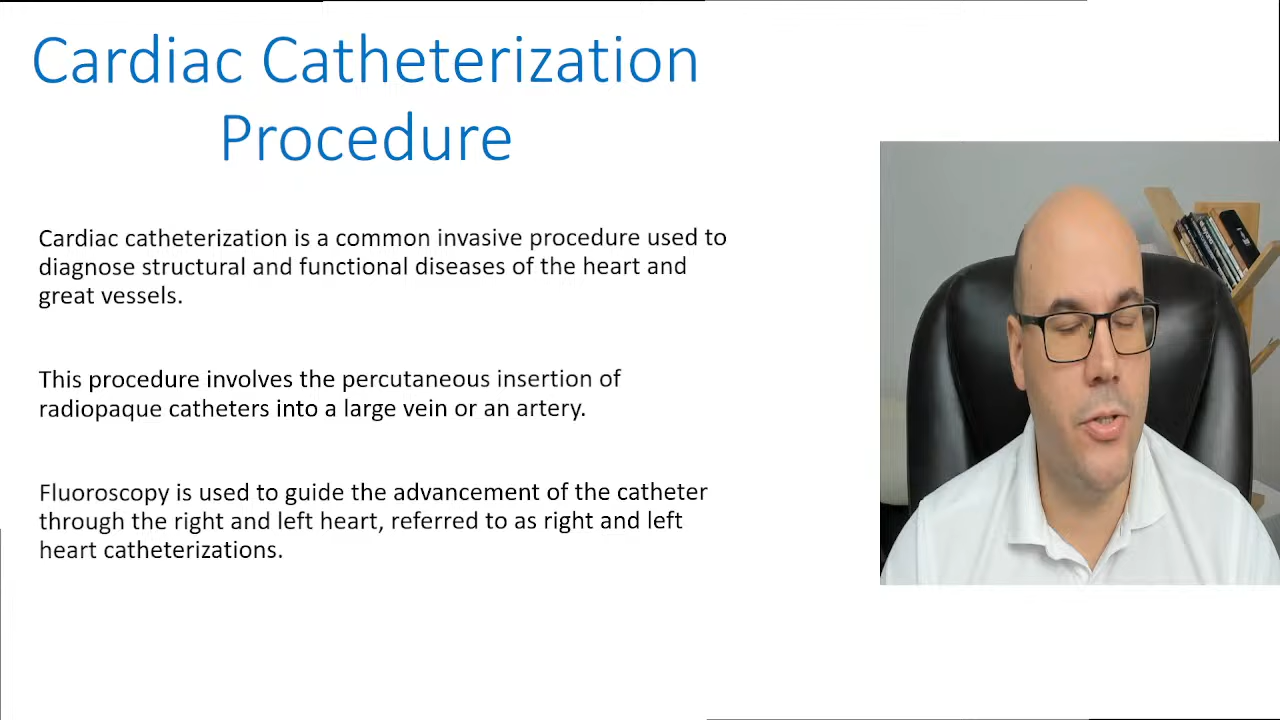 Cardiac Catheterization
Procedure
Cardiac catheterization is a common invasive procedure used to
diagnose structural and functional diseases of the heart and
great vessels.
This procedure involves the percutaneous insertion of
radiopaque catheters into a large vein or an artery.
Fluoroscopy is used to guide the advancement of the catheter
through the right and left heart, referred to as right and left
heart catheterizations.